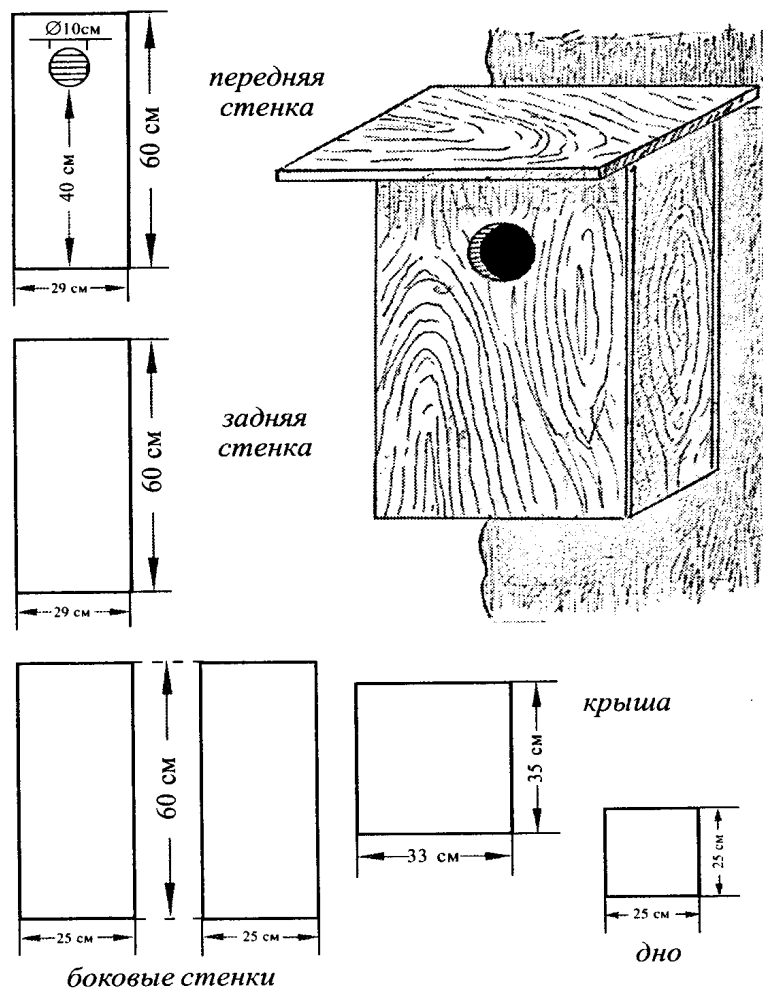 Ø10см
40 см
60 см
29 см
передняя
стенка
60 см
29 см
задняя
стенка
60 см
25 см
25 см
боковые стенки
35 см
33 см
крыша
25 см
25 см
дно